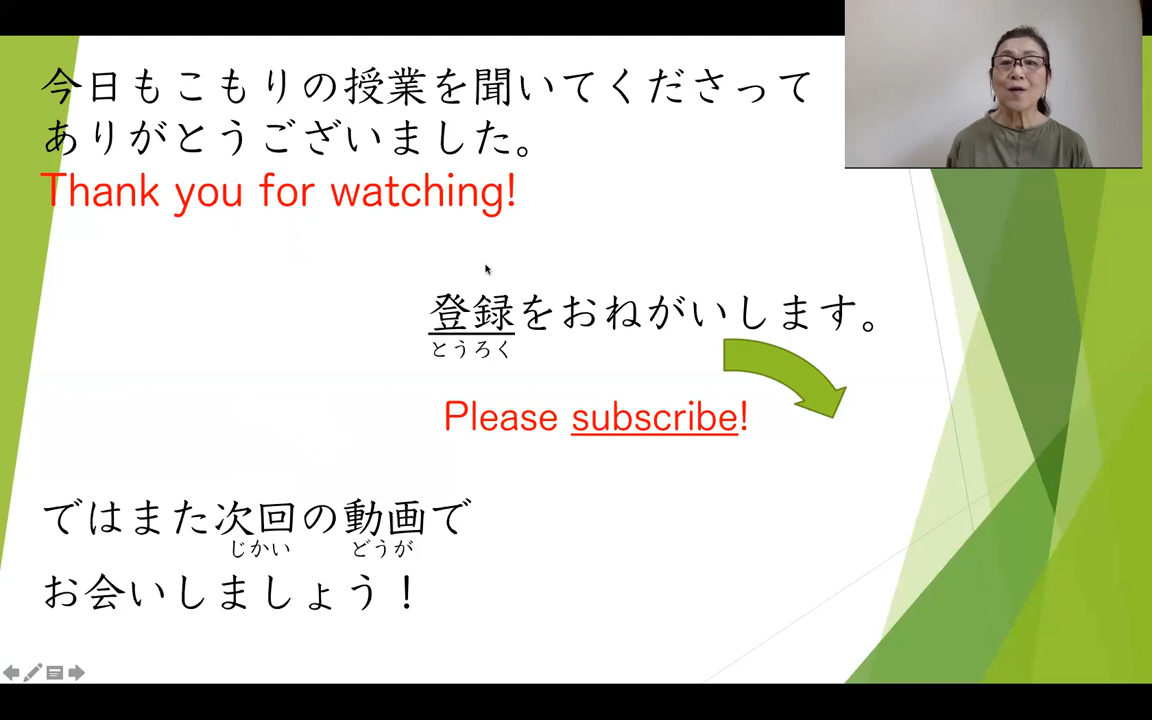 今日もこもりの授業を聞いてくださって
ありがとうございました。
Thank you for watching!
登録をおねがいします。
とうろく
Please subscribe!
ではまた次回の動画で
じかい どうが
お会いしましょう！